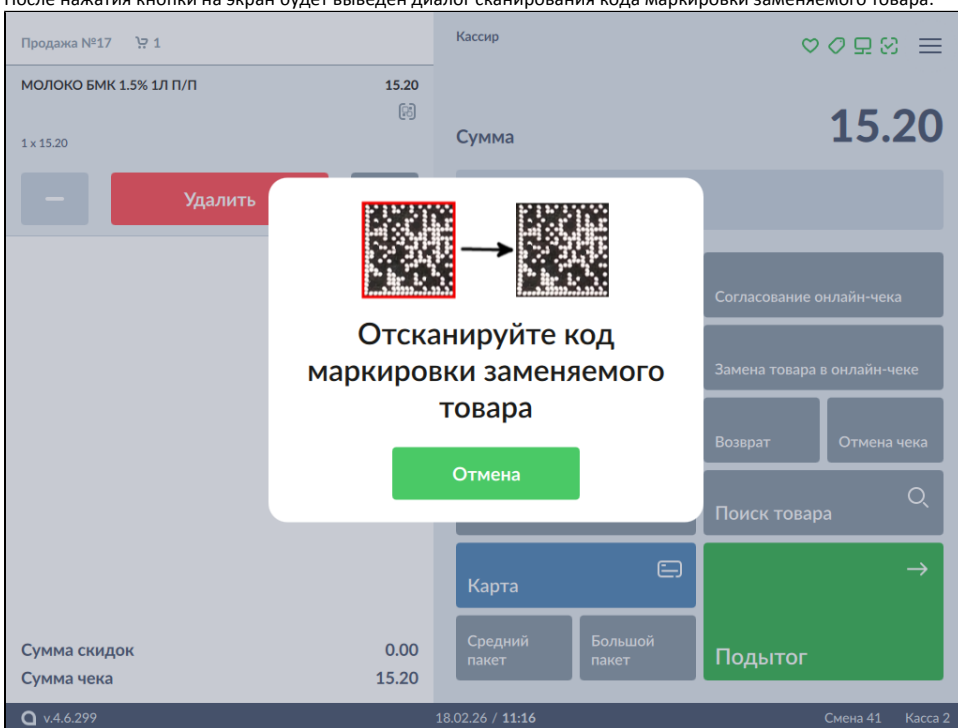 После нажатия кнопки на экран будет выведен диалог сканирования кода маркировки заменяемого товара.
Продажа №17 1
Кассир
МОЛОКО БМК 1.5% 1Л П/П 15.20
1 x 15.20
Сумма 15.20
Удалить
Отсканируйте код
маркировки заменяемого
товара
Отмена
Согласование онлайн-чека
Замена товара в онлайн-чеке
Возврат
Отмена чека
Поиск товара
Карта
Средний
пакет
Большой
пакет
Подытог
Сумма скидок 0.00
Сумма чека 15.20
v.4.6.299
18.02.26 / 11:16
Смена 41 Касса 2